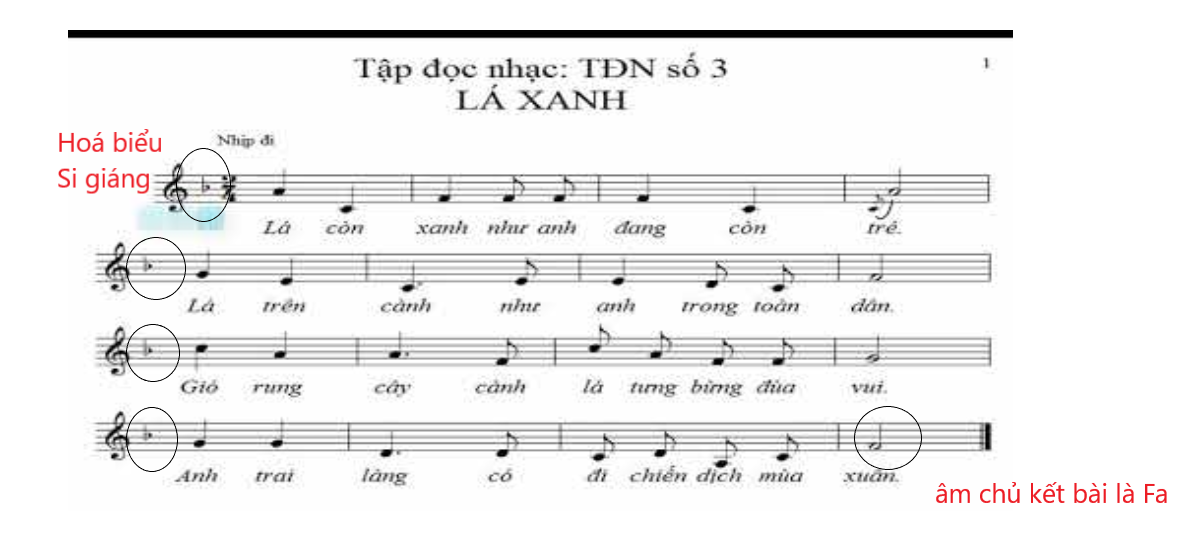 Tập đọc nhạc: TĐN số 3
1
LÁ XANH
Hoá biểu
Si giáng
Nhịp đi
2
4
Lá còn xanh như anh đang còn trẻ.
Lá trên cành như anh trong toàn dân.
Gió rung cây cành lá tưng bừng đùa vui.
Anh trai làng có đi chiến dịch mùa xuân.
âm chủ kết bài là Fa